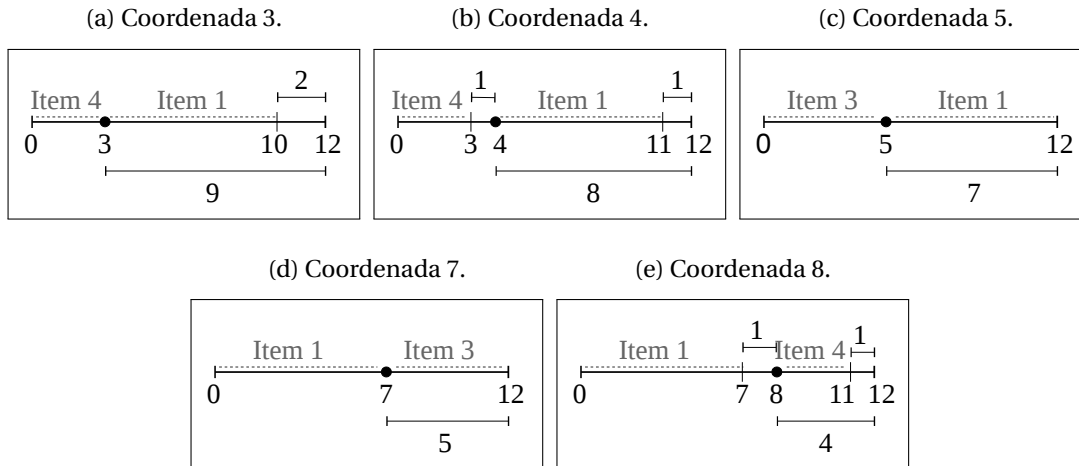 (a) Coordenada 3.
2
Item 4 Item 1
0 3 10 12
9
(b) Coordenada 4.
1 1
Item 4 Item 1
0 3 4 11 12
8
(c) Coordenada 5.
Item 3 Item 1
0 5 12
7
(d) Coordenada 7.
Item 1 Item 3
0 7 12
5
(e) Coordenada 8.
1 1
Item 1 Item 4
0 7 8 11 12
4